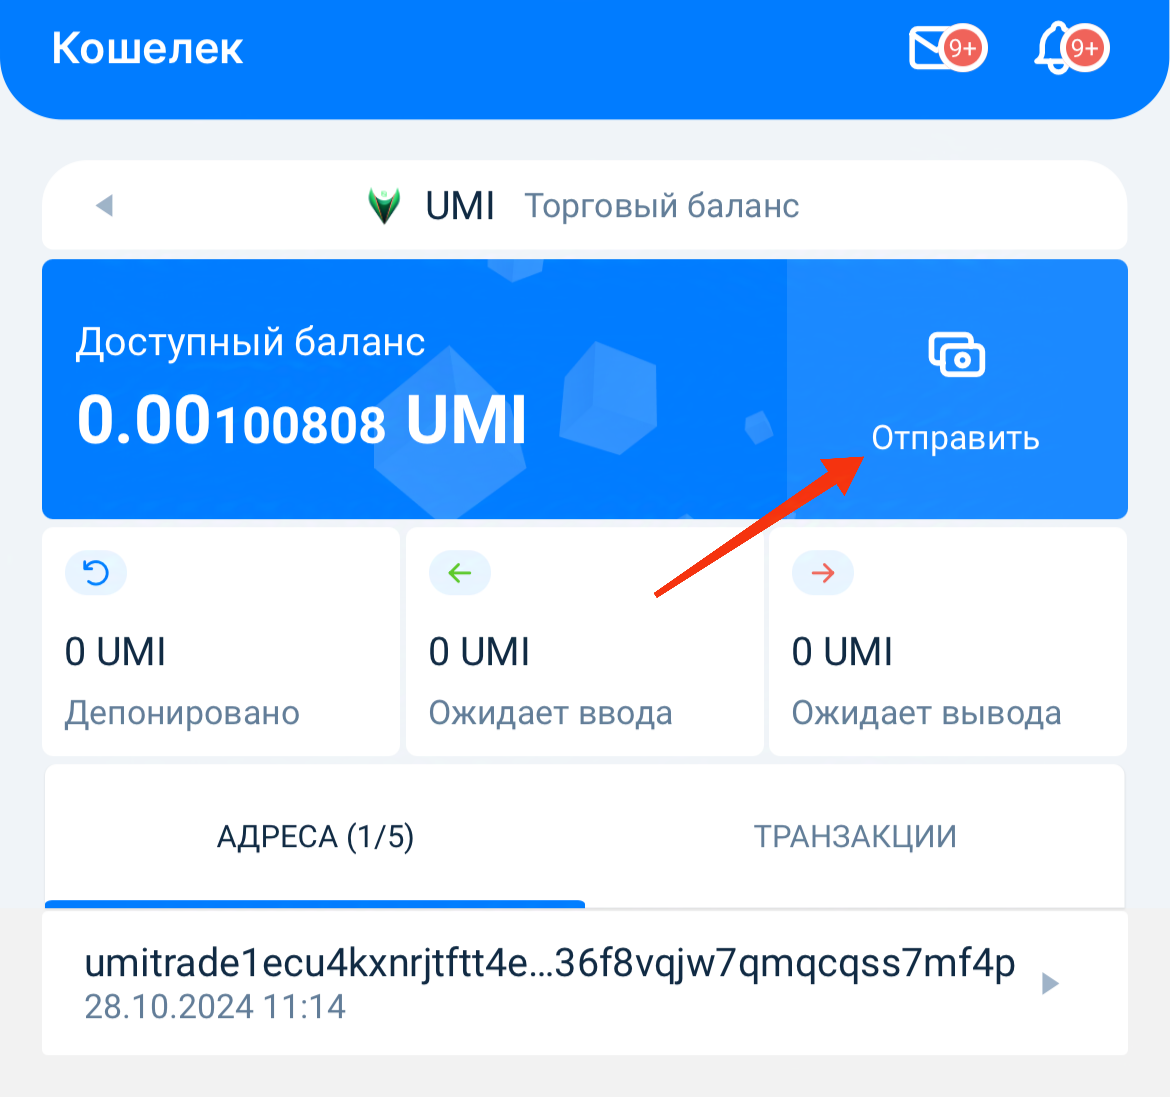 Кошелек
9+
9+
UMI Торговый баланс
Доступный баланс
0.00100808 UMI
Отправить
0 UMI
Депонировано
0 UMI
Ожидает ввода
0 UMI
Ожидает вывода
АДРЕСА (1/5)
ТРАНЗАКЦИИ
umitrade1ecu4kxnrjtftt4e...36f8vqjw7qmqcqss7mf4p
28.10.2024 11:14